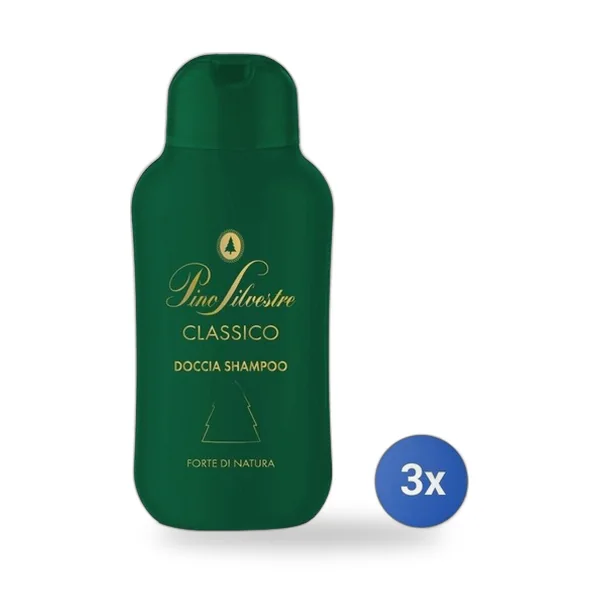 Pino Silvestre
CLASSICO
DOCCIA SHAMPOO
FORTE DI NATURA
3x